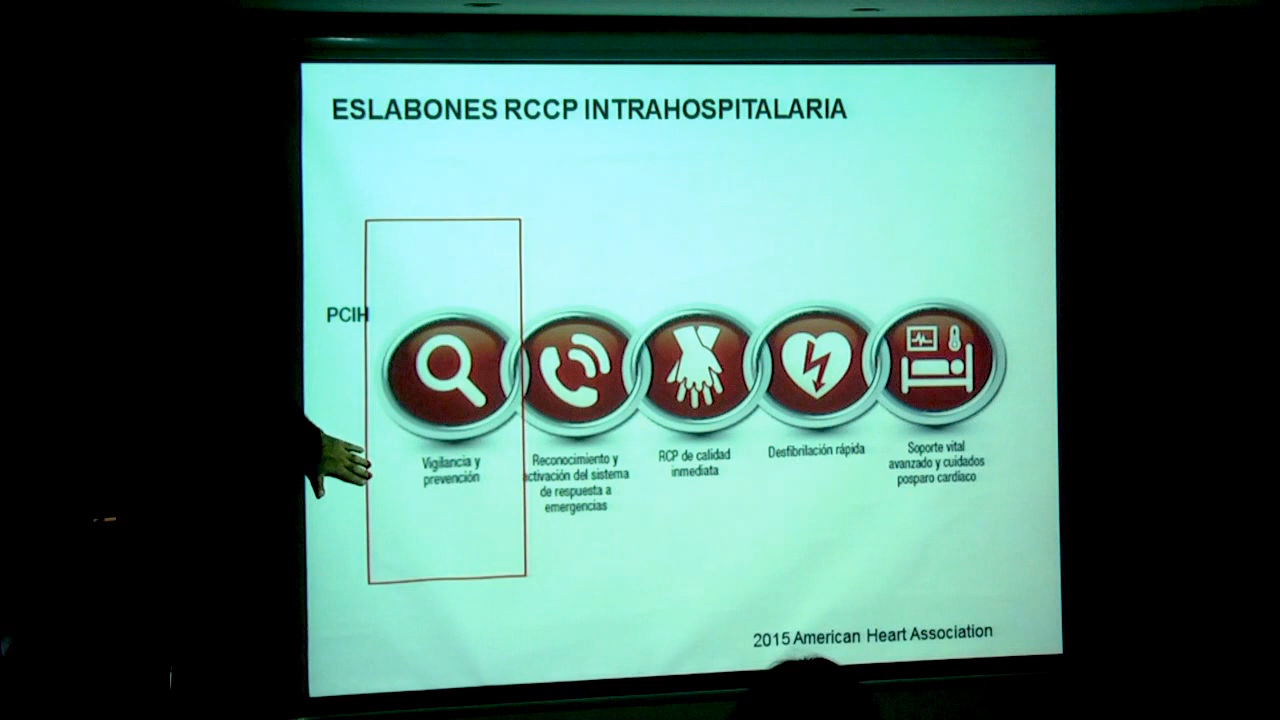 ESLABONES RCCP INTRAHOSPITALARIA
PCIH
Vigilancia y
prevención
Reconocimiento y
activación del sistema
de respuesta a
emergencias
RCP de calidad
inmediata
Desfibrilación rápida
Soporte vital
avanzado y cuidados
posparo cardíaco
2015 American Heart Association